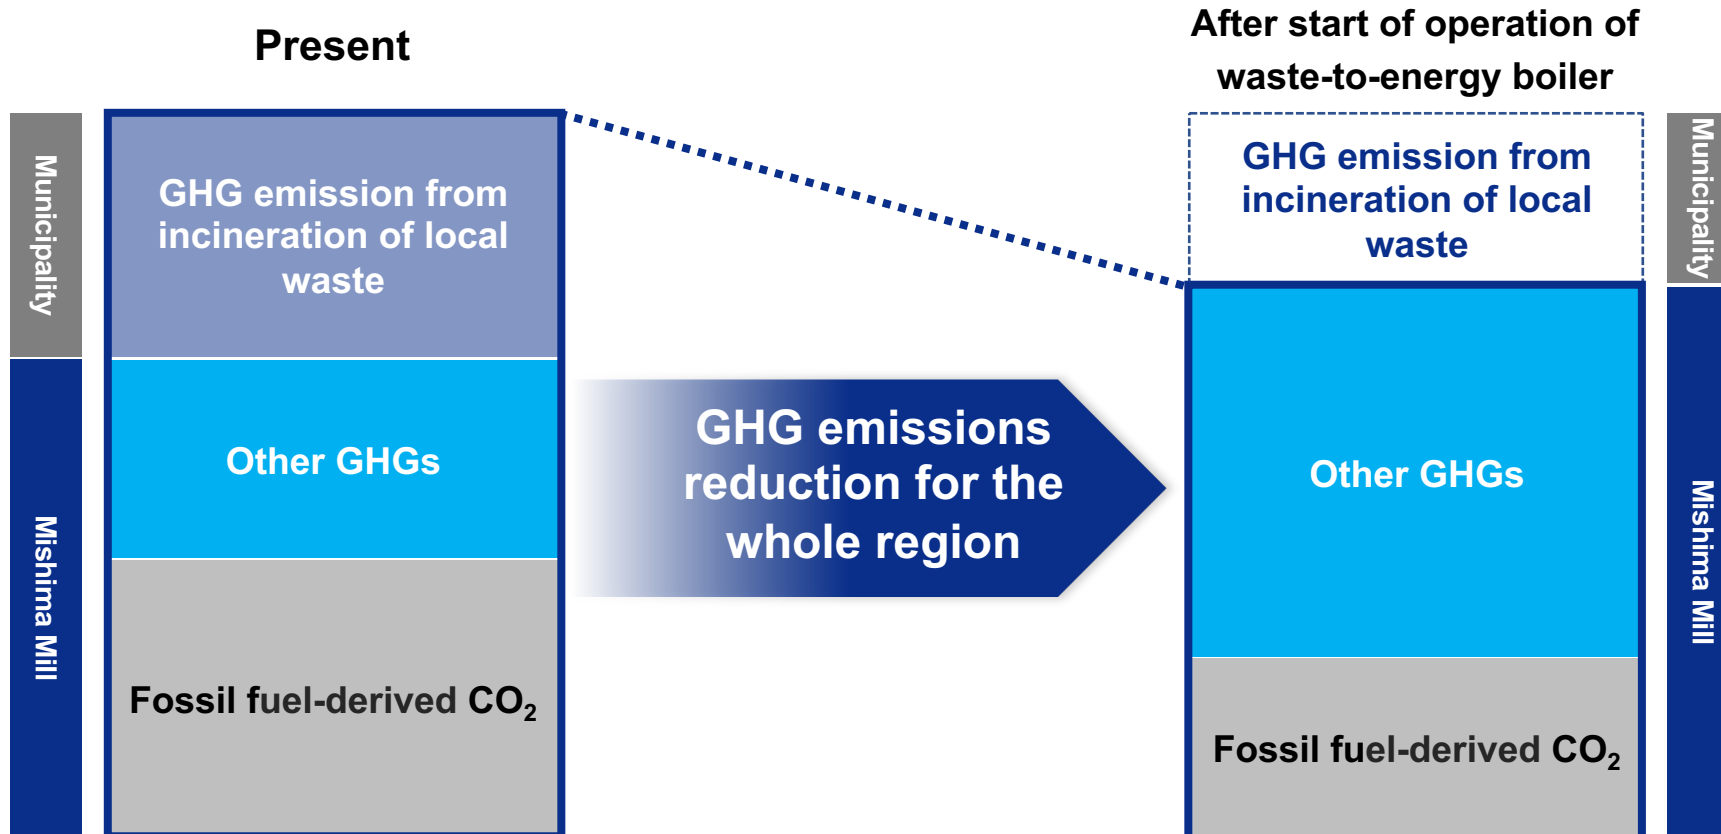 Present
After start of operation of
waste-to-energy boiler
Municipality
GHG emission from
incineration of local
waste
Other GHGs
Mishima Mill
Fossil fuel-derived CO₂
GHG emissions
reduction for the
whole region
GHG emission from
incineration of local
waste
Municipality
Other GHGs
Mishima Mill
Fossil fuel-derived CO₂